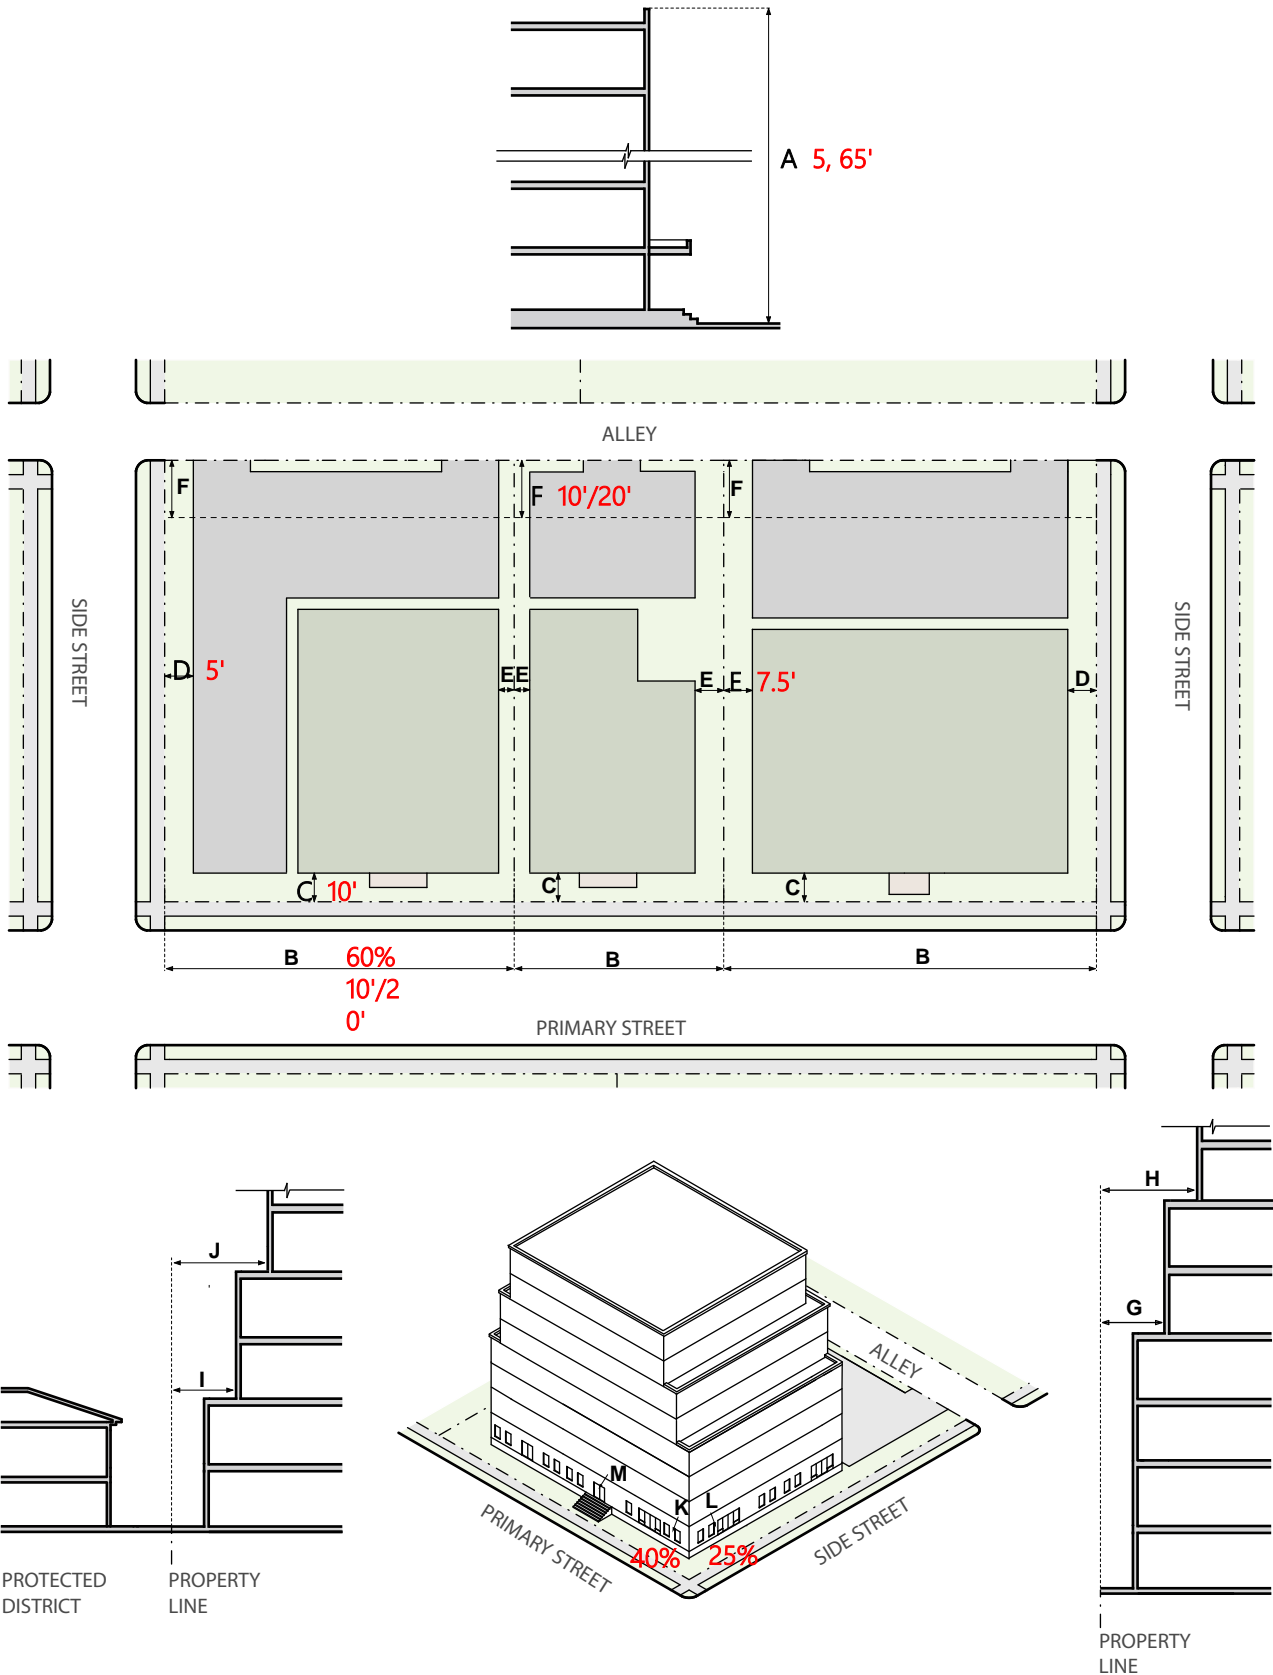 A 5, 65'
ALLEY
F
F 10'/20'
F
SIDE STREET
SIDE STREET
D 5'
E E
E E 7.5'
D
C 10'
C
C
B 60%
10'/2
0'
B
B
PRIMARY STREET
H
J
G
I
ALLEY
M
K L
40% 25%
PRIMARY STREET
SIDE STREET
PROTECTED
DISTRICT
PROPERTY
LINE
PROPERTY
LINE